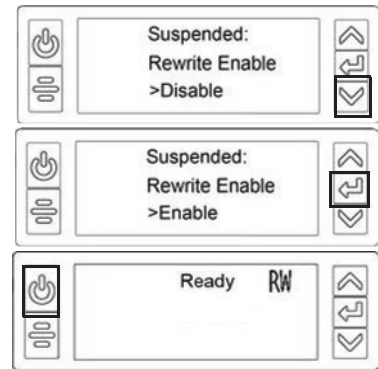 Suspended:
Rewrite Enable
>Disable
Suspended:
Rewrite Enable
>Enable
Ready RW